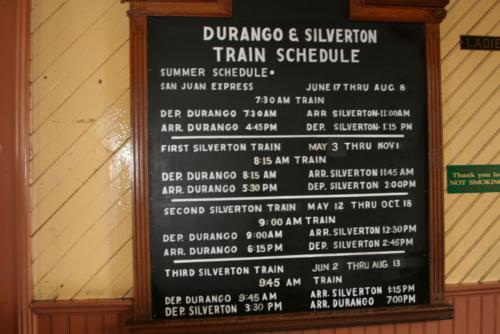 DURANGO & SILVERTON
TRAIN SCHEDULE
SUMMER SCHEDULE•
SAN JUAN EXPRESS JUNE 17 THRU AUG 8
7:30 AM TRAIN
DEP. DURANGO 7:30 AM ARR SILVERTON 11:00AM
ARR. DURANGO 4:45PM DEP. SILVERTON 1:15 PM
FIRST SILVERTON TRAIN MAY 3 THRU NOV 1
8:15 AM TRAIN
DEP. DURANGO 8:15 AM ARR. SILVERTON 11:45 AM
ARR. DURANGO 5:30 PM DEP. SILVERTON 2:00PM
SECOND SILVERTON TRAIN MAY 12 THRU OCT 18
9:00 AM TRAIN
DEP. DURANGO 9:00AM ARR. SILVERTON 12:30PM
ARR. DURANGO 6:15PM DEP. SILVERTON 2:45PM
THIRD SILVERTON TRAIN JUN 2 THRU AUG. 13
9:45 AM TRAIN
DEP. DURANGO 9:45 AM ARR. SILVERTON 1:15PM
DEP. SILVERTON 3:30 PM ARR. DURANGO 7:00PM
LADIE
Thank you fo
NOT SMOKING